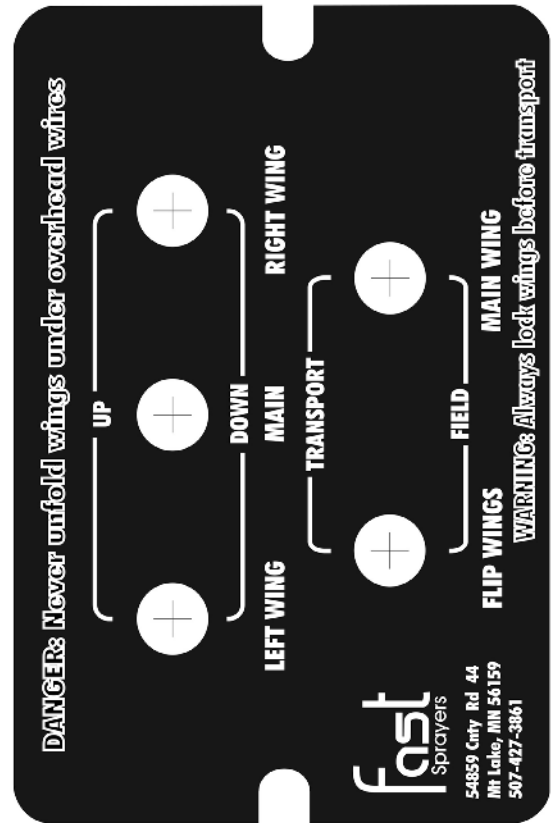 DANGER: Never unfold wings under overhead wires
UP
DOWN
LEFT WING MAIN RIGHT WING
TRANSPORT
FIELD
FLIP WINGS MAIN WING
WARNING: Always lock wings before transport
fast
Sprayers
54859 Cnty Rd 44
Mt Lake, MN 56159
507-427-3861